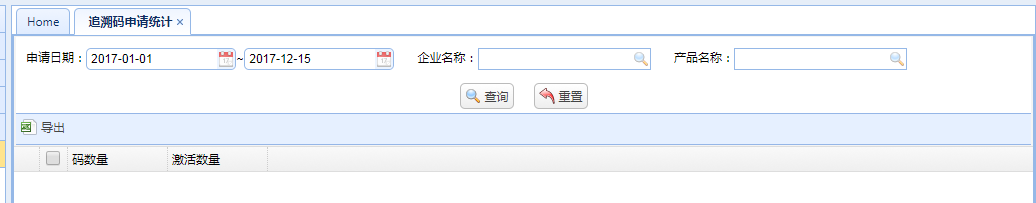 Home 追溯码申请统计
申请日期： 2017-01-01 ~ 2017-12-15 企业名称： 产品名称：
查询 重置
导出
码数量 激活数量